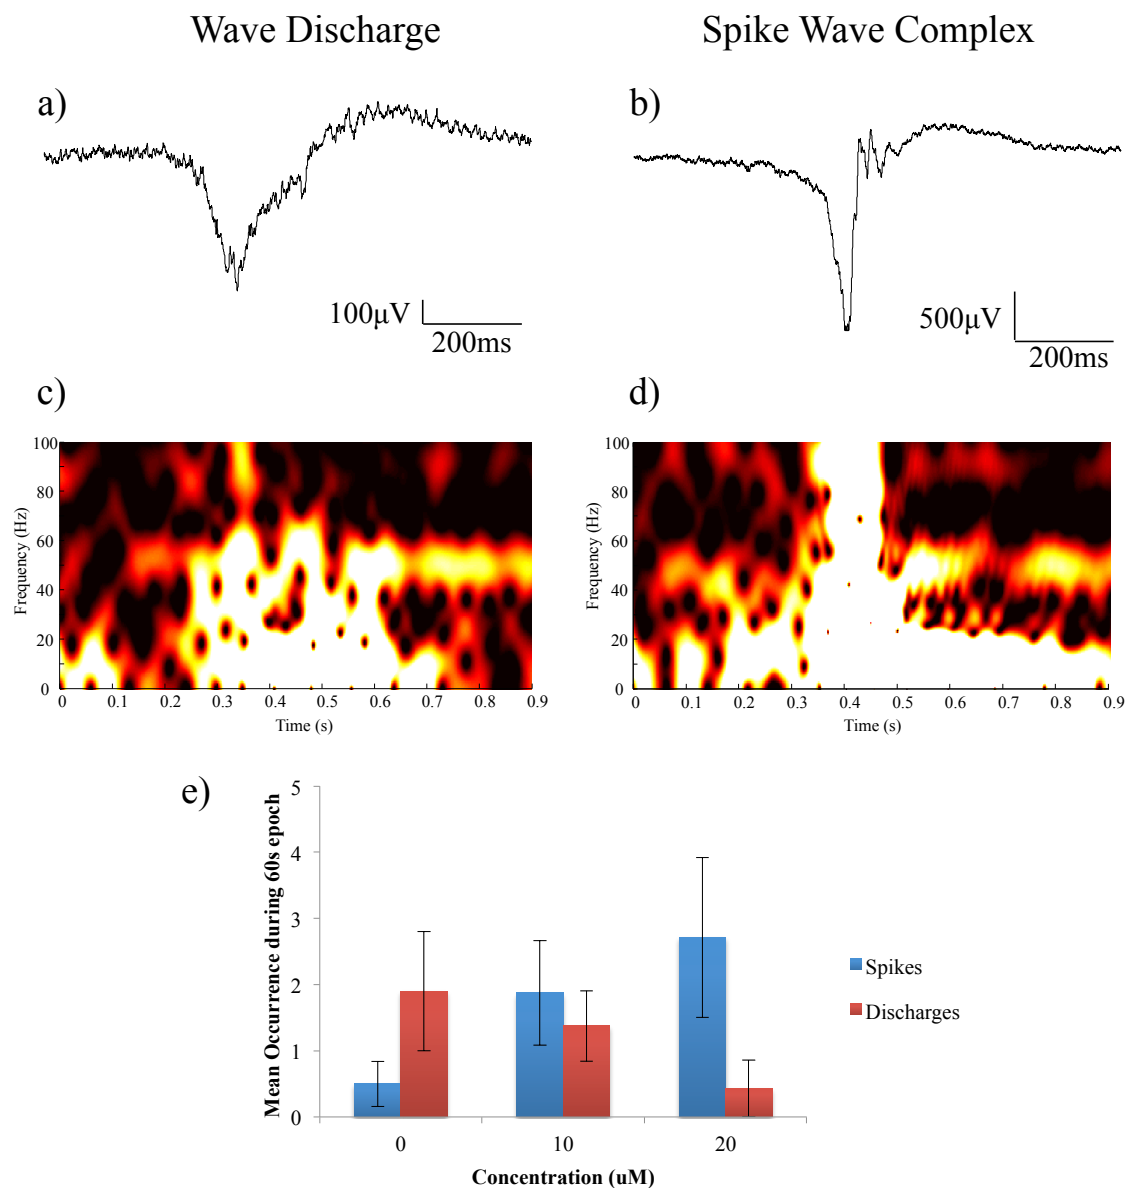 Wave Discharge
Spike Wave Complex
a)
b)
100μV
200ms
500μV
200ms
c)
d)
100
80
60
40
20
0
Frequency (Hz)
0 0.1 0.2 0.3 0.4 0.5 0.6 0.7 0.8 0.9
Time (s)
100
80
60
40
20
0
Frequency (Hz)
0 0.1 0.2 0.3 0.4 0.5 0.6 0.7 0.8 0.9
Time (s)
e)
5
4
3
2
1
0
Mean Occurrence during 60s epoch
0 10 20
Concentration (uM)
Spikes
Discharges